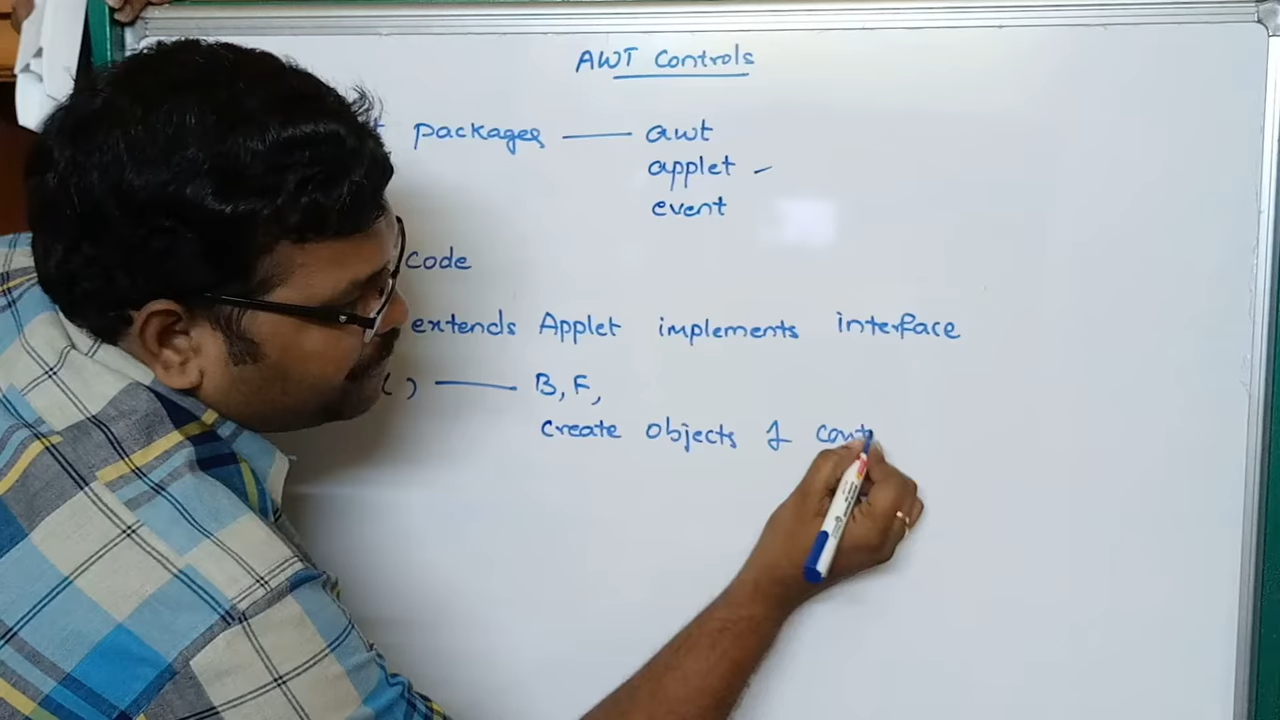 AWT Controls
packages — awt
applet -
event
code
extends Applet implements interface
() — B, F,
create objects of cont